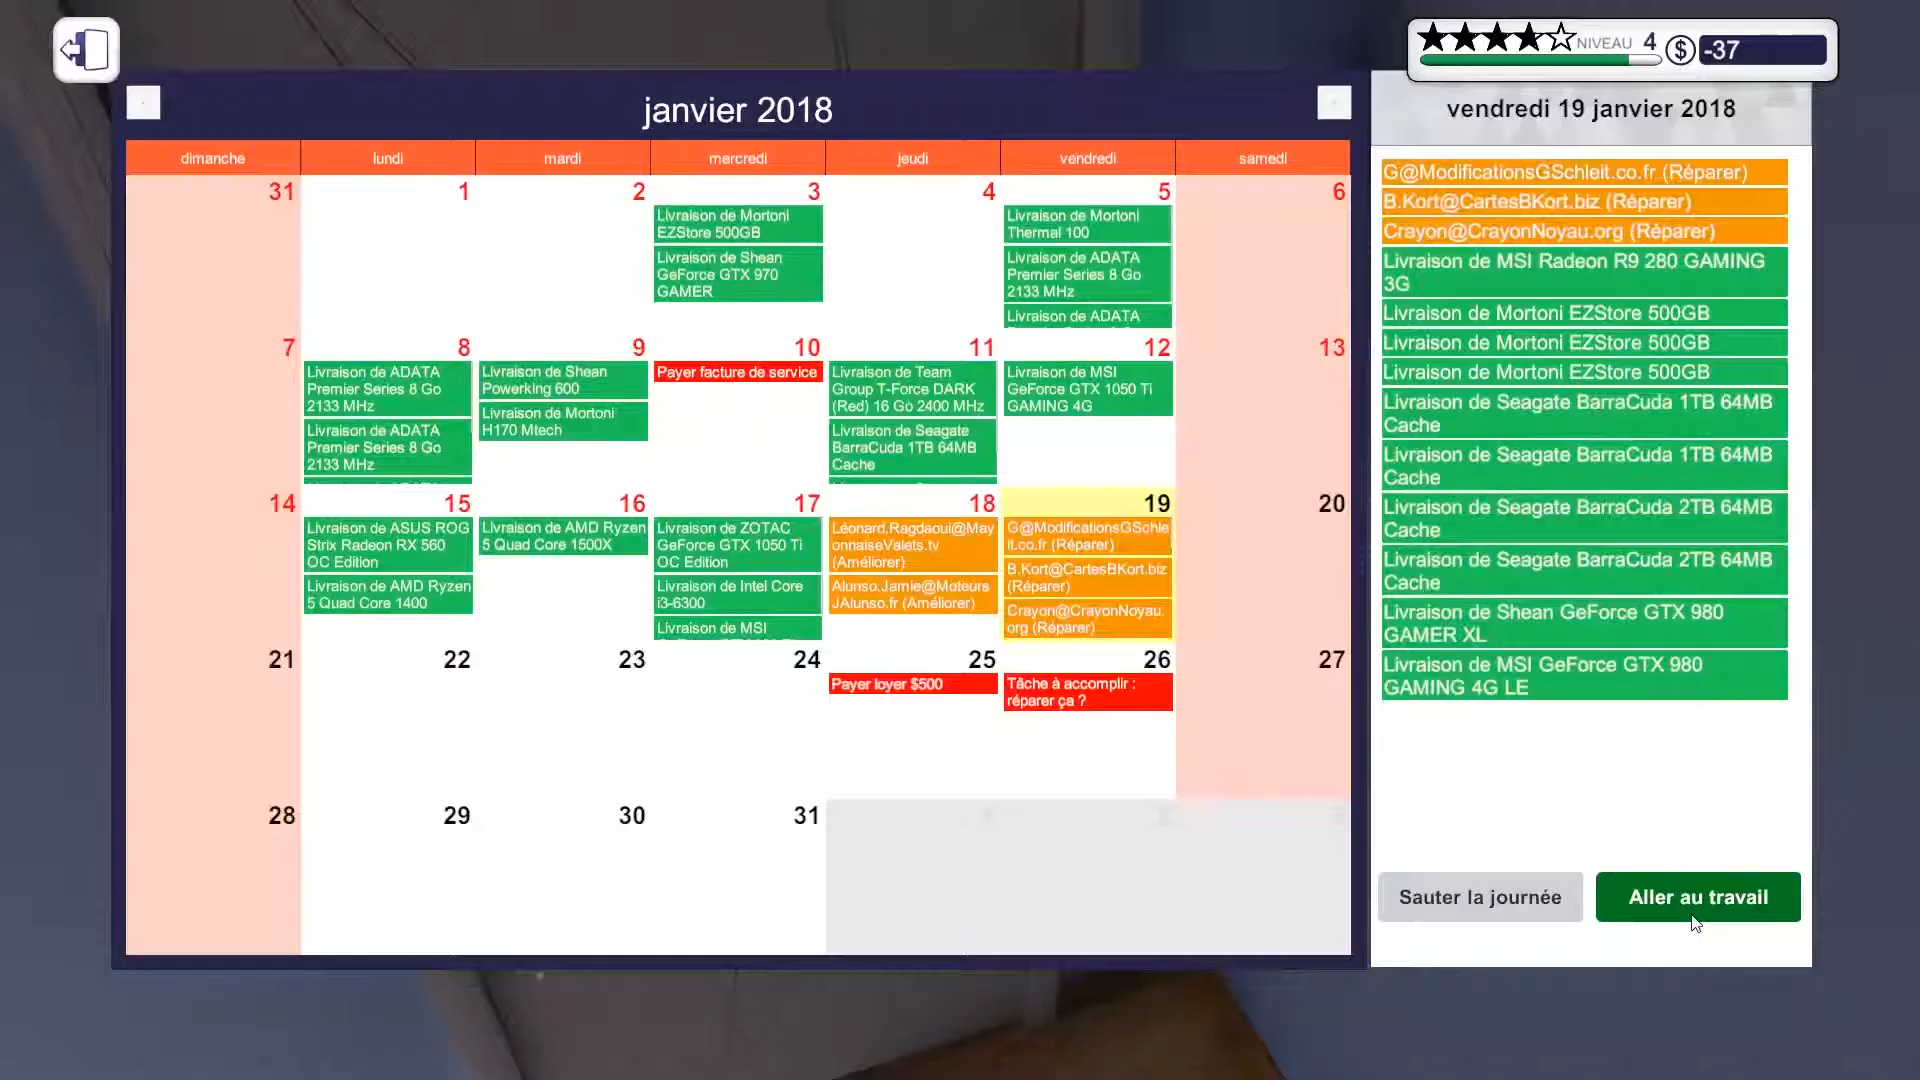 NIVEAU 4 $ -37
janvier 2018
vendredi 19 janvier 2018
dimanche lundi mardi mercredi jeudi vendredi samedi
31 1 2 3 4 5 6
Livraison de Mortoni
EZStore 500GB
Livraison de Shean
GeForce GTX 970
GAMER
Livraison de Mortoni
Thermal 100
Livraison de ADATA
Premier Series 8 Go
2133 MHz
Livraison de ADATA
7 8 9 10 11 12 13
Livraison de ADATA
Premier Series 8 Go
2133 MHz
Livraison de ADATA
Premier Series 8 Go
2133 MHz
Livraison de Shean
Powerking 600
Livraison de Mortoni
H170 Mtech
Payer facture de service
Livraison de Team
Group T-Force DARK
(Red) 16 Go 2400 MHz
Livraison de Seagate
BarraCuda 1TB 64MB
Cache
Livraison de MSI
GeForce GTX 1050 Ti
GAMING 4G
14 15 16 17 18 19 20
Livraison de ASUS ROG
Strix Radeon RX 560
OC Edition
Livraison de AMD Ryzen
5 Quad Core 1400
Livraison de AMD Ryzen
5 Quad Core 1500X
Livraison de ZOTAC
GeForce GTX 1050 Ti
OC Edition
Livraison de Intel Core
i3-6300
Livraison de MSI
Léonard.Ragdaoui@May
onnaiseValets.tv
(Améliorer)
Alunso.Jamie@Moteurs
JAlunso.fr (Améliorer)
G@ModificationsGSchle
it.co.fr (Réparer)
B.Kort@CartesBKort.biz
(Réparer)
Crayon@CrayonNoyau.
org (Réparer)
21 22 23 24 25 26 27
Payer loyer $500
Tâche à accomplir :
réparer ça ?
28 29 30 31
G@ModificationsGSchleit.co.fr (Réparer)
B.Kort@CartesBKort.biz (Réparer)
Crayon@CrayonNoyau.org (Réparer)
Livraison de MSI Radeon R9 280 GAMING
3G
Livraison de Mortoni EZStore 500GB
Livraison de Mortoni EZStore 500GB
Livraison de Mortoni EZStore 500GB
Livraison de Seagate BarraCuda 1TB 64MB
Cache
Livraison de Seagate BarraCuda 1TB 64MB
Cache
Livraison de Seagate BarraCuda 2TB 64MB
Cache
Livraison de Seagate BarraCuda 2TB 64MB
Cache
Livraison de Shean GeForce GTX 980
GAMER XL
Livraison de MSI GeForce GTX 980
GAMING 4G LE
Sauter la journée
Aller au travail